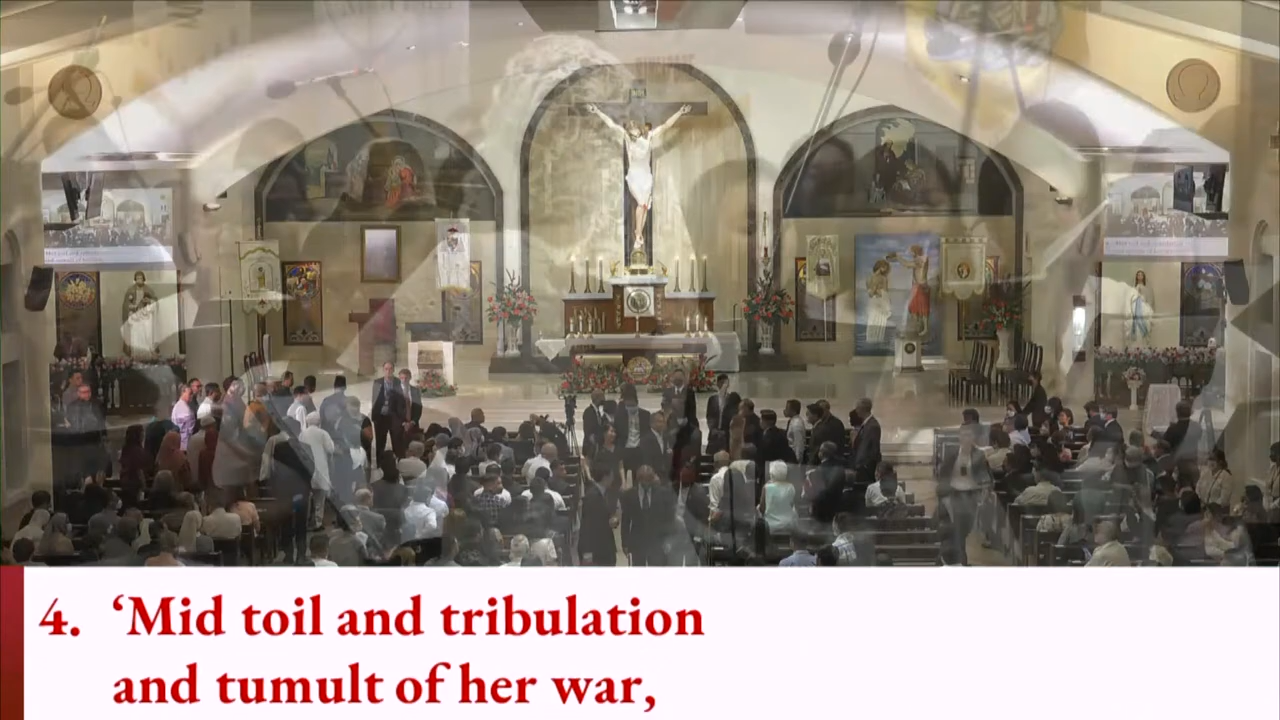 4. ‘Mid toil and tribulation
and tumult of her war,